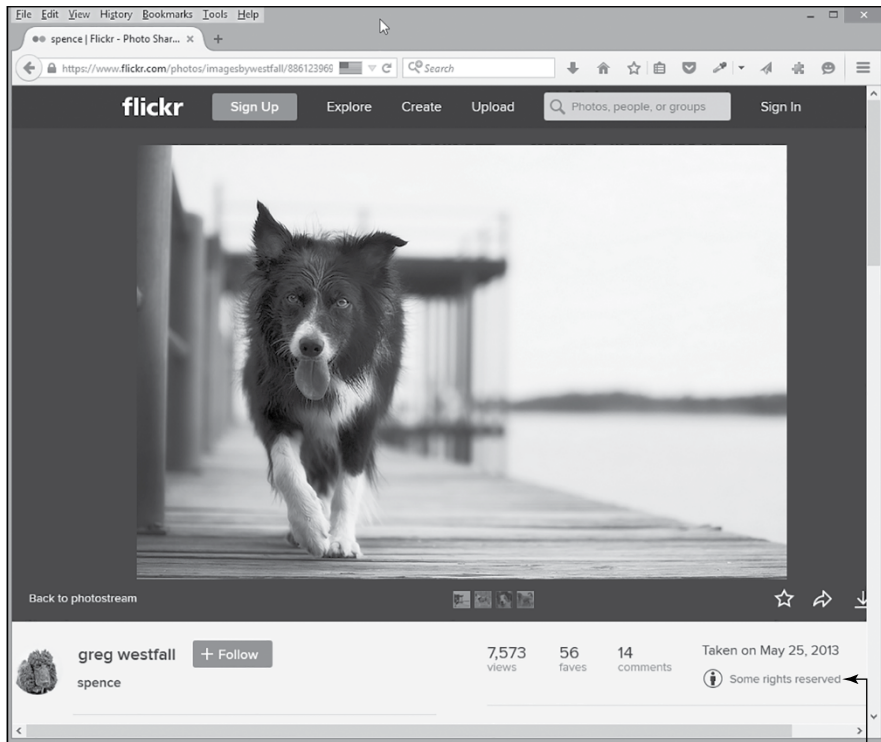 File Edit View History Bookmarks Tools Help
spence | Flickr - Photo Shar... × +
https://www.flickr.com/photos/imagesbywestfall/886123969 Search
flickr Sign Up Explore Create Upload Photos, people, or groups Sign In
Back to photostream
greg westfall + Follow
spence
7,573 56 14
views faves comments
Taken on May 25, 2013
Some rights reserved